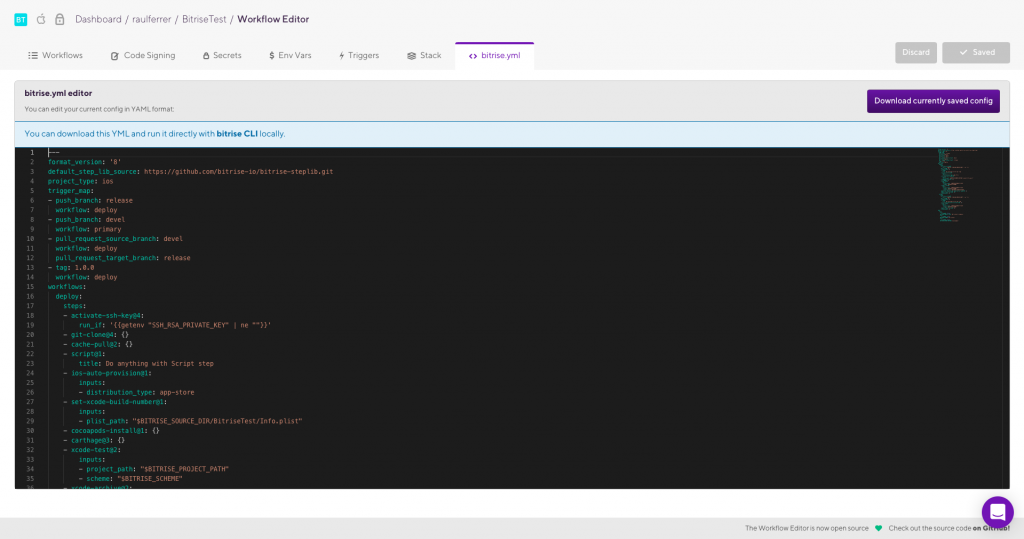 BT Dashboard / raulferrer / BitriseTest / Workflow Editor
Workflows Code Signing Secrets $ Env Vars Triggers Stack <> bitrise.yml Discard Saved
bitrise.yml editor
You can edit your current config in YAML format:
Download currently saved config
You can download this YML and run it directly with bitrise CLI locally.
1 ---
2 format_version: '8'
3 default_step_lib_source: https://github.com/bitrise-io/bitrise-steplib.git
4 project_type: ios
5 trigger_map:
6 - push_branch: release
7 workflow: deploy
8 - push_branch: devel
9 workflow: primary
10 - pull_request_source_branch: devel
11 workflow: deploy
12 pull_request_target_branch: release
13 - tag: 1.0.0
14 workflow: deploy
15 workflows:
16 deploy:
17 steps:
18 - activate-ssh-key@4:
19 run_if: '{{getenv "SSH_RSA_PRIVATE_KEY" | ne ""}}'
20 - git-clone@4: {}
21 - cache-pull@2: {}
22 - script@1:
23 title: Do anything with Script step
24 - ios-auto-provision@1:
25 inputs:
26 - distribution_type: app-store
27 - set-xcode-build-number@1:
28 inputs:
29 - plist_path: "$BITRISE_SOURCE_DIR/BitriseTest/Info.plist"
30 - cocoapods-install@1: {}
31 - carthage@3: {}
32 - xcode-test@2:
33 inputs:
34 - project_path: "$BITRISE_PROJECT_PATH"
35 - scheme: "$BITRISE_SCHEME"
36
The Workflow Editor is now open source Check out the source code on GitHub!